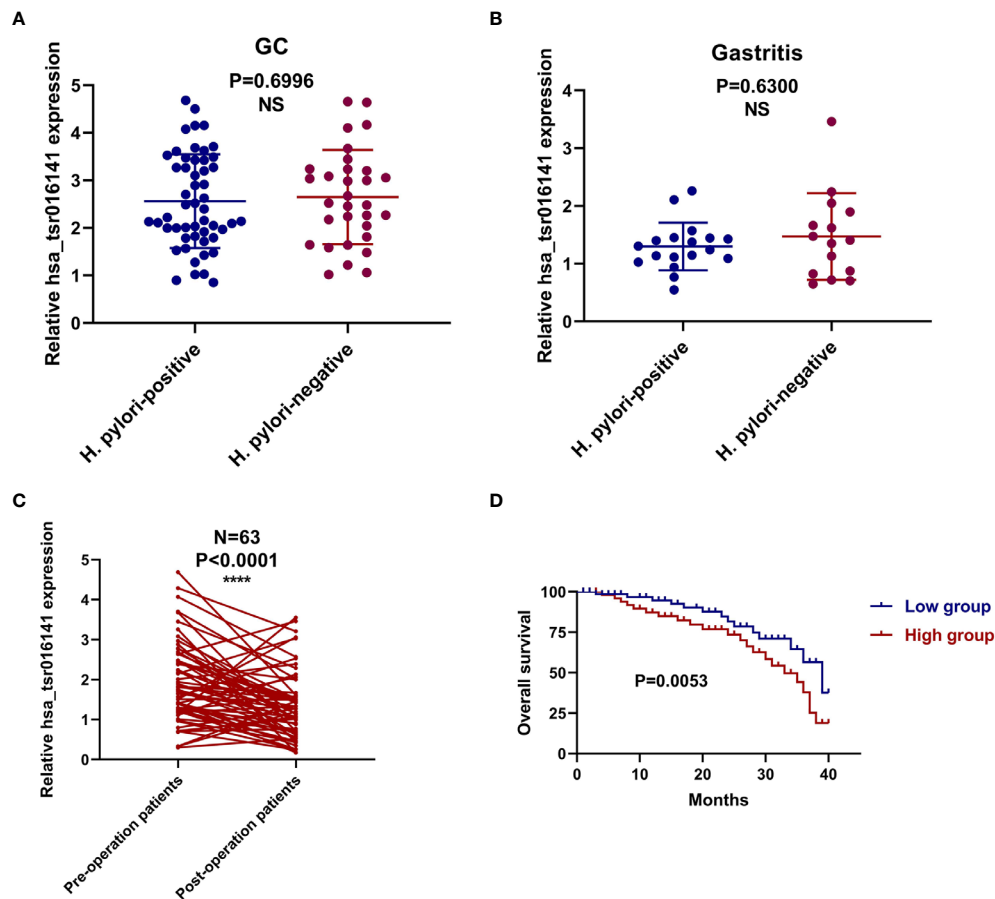 A
GC
P=0.6996
NS
Relative hsa_tsr016141 expression
5
4
3
2
1
0
H. pylori-positive
H. pylori-negative
B
Gastritis
P=0.6300
NS
Relative hsa_tsr016141 expression
4
3
2
1
0
H. pylori-positive
H. pylori-negative
C
N=63
P<0.0001
****
Relative hsa_tsr016141 expression
5
4
3
2
1
0
Pre-operation patients
Post-operation patients
D
Overall survival
100
75
50
25
0
P=0.0053
0 10 20 30 40
Months
Low group
High group